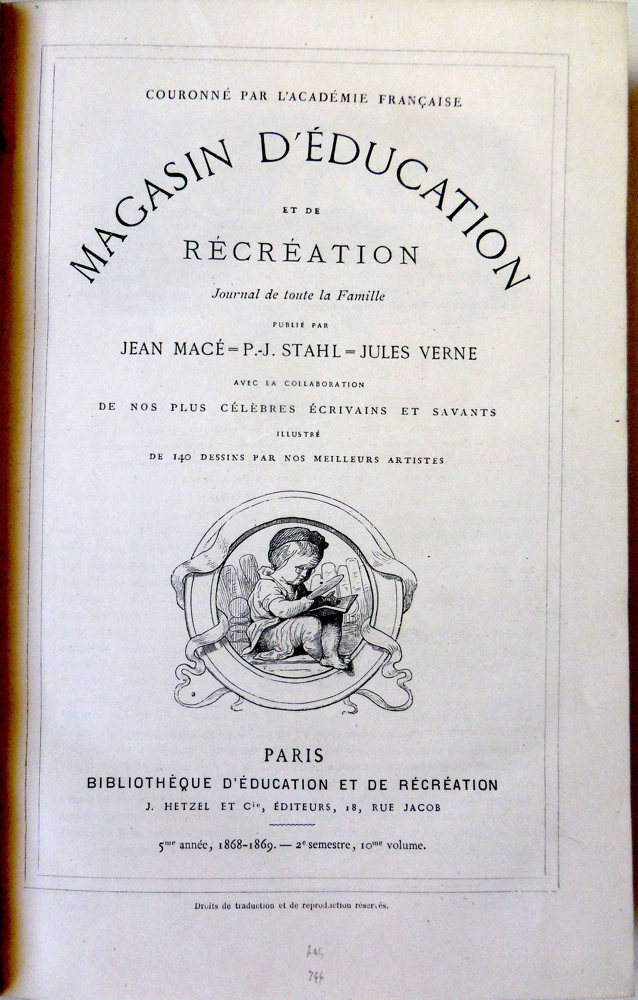 COURONNÉ PAR L'ACADÉMIE FRANÇAISE
MAGASIN D'ÉDUCATION
ET DE
RÉCRÉATION
Journal de toute la Famille
PUBLIÉ PAR
JEAN MACÉ = P.-J. STAHL = JULES VERNE
AVEC LA COLLABORATION
DE NOS PLUS CÉLÈBRES ÉCRIVAINS ET SAVANTS
ILLUSTRÉ
DE 140 DESSINS PAR NOS MEILLEURS ARTISTES
PARIS
BIBLIOTHÈQUE D'ÉDUCATION ET DE RÉCRÉATION
J. HETZEL ET Cie, ÉDITEURS, 18, RUE JACOB
5me année, 1868-1869. — 2e semestre, 10me volume.
Droits de traduction et de reproduction réservés.